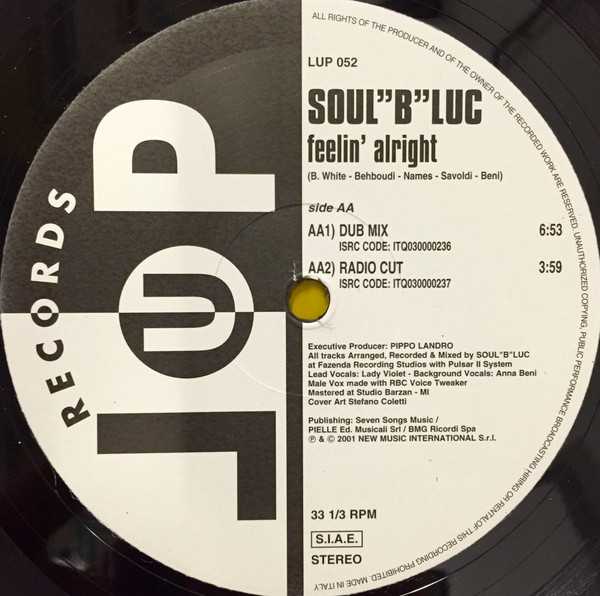 ALL RIGHTS OF THE PRODUCER AND OF THE OWNER OF THE RECORDED WORK ARE RESERVED. UNAUTHORIZED COPYING, PUBLIC PERFORMANCE BROADCASTING HIRING OR RENTAL OF THIS RECORDING PROHIBITED. MADE IN ITALY
LUP RECORDS
LUP 052
SOUL"B"LUC
feelin' alright
(B. White - Behboudi - Names - Savoldi - Beni)
side AA
AA1) DUB MIX 6:53
ISRC CODE: ITQ030000236
AA2) RADIO CUT 3:59
ISRC CODE: ITQ030000237
Executive Producer: PIPPO LANDRO
All tracks Arranged, Recorded & Mixed by SOUL"B"LUC
at Fazenda Recording Studios with Pulsar II System
Lead Vocals: Lady Violet - Background Vocals: Anna Beni
Male Vox made with RBC Voice Tweaker
Mastered at Studio Barzan - MI
Cover Art Stefano Coletti
Publishing: Seven Songs Music /
PIELLE Ed. Musicali Srl / BMG Ricordi Spa
℗ & © 2001 NEW MUSIC INTERNATIONAL S.r.l.
33 1/3 RPM
S.I.A.E.
STEREO